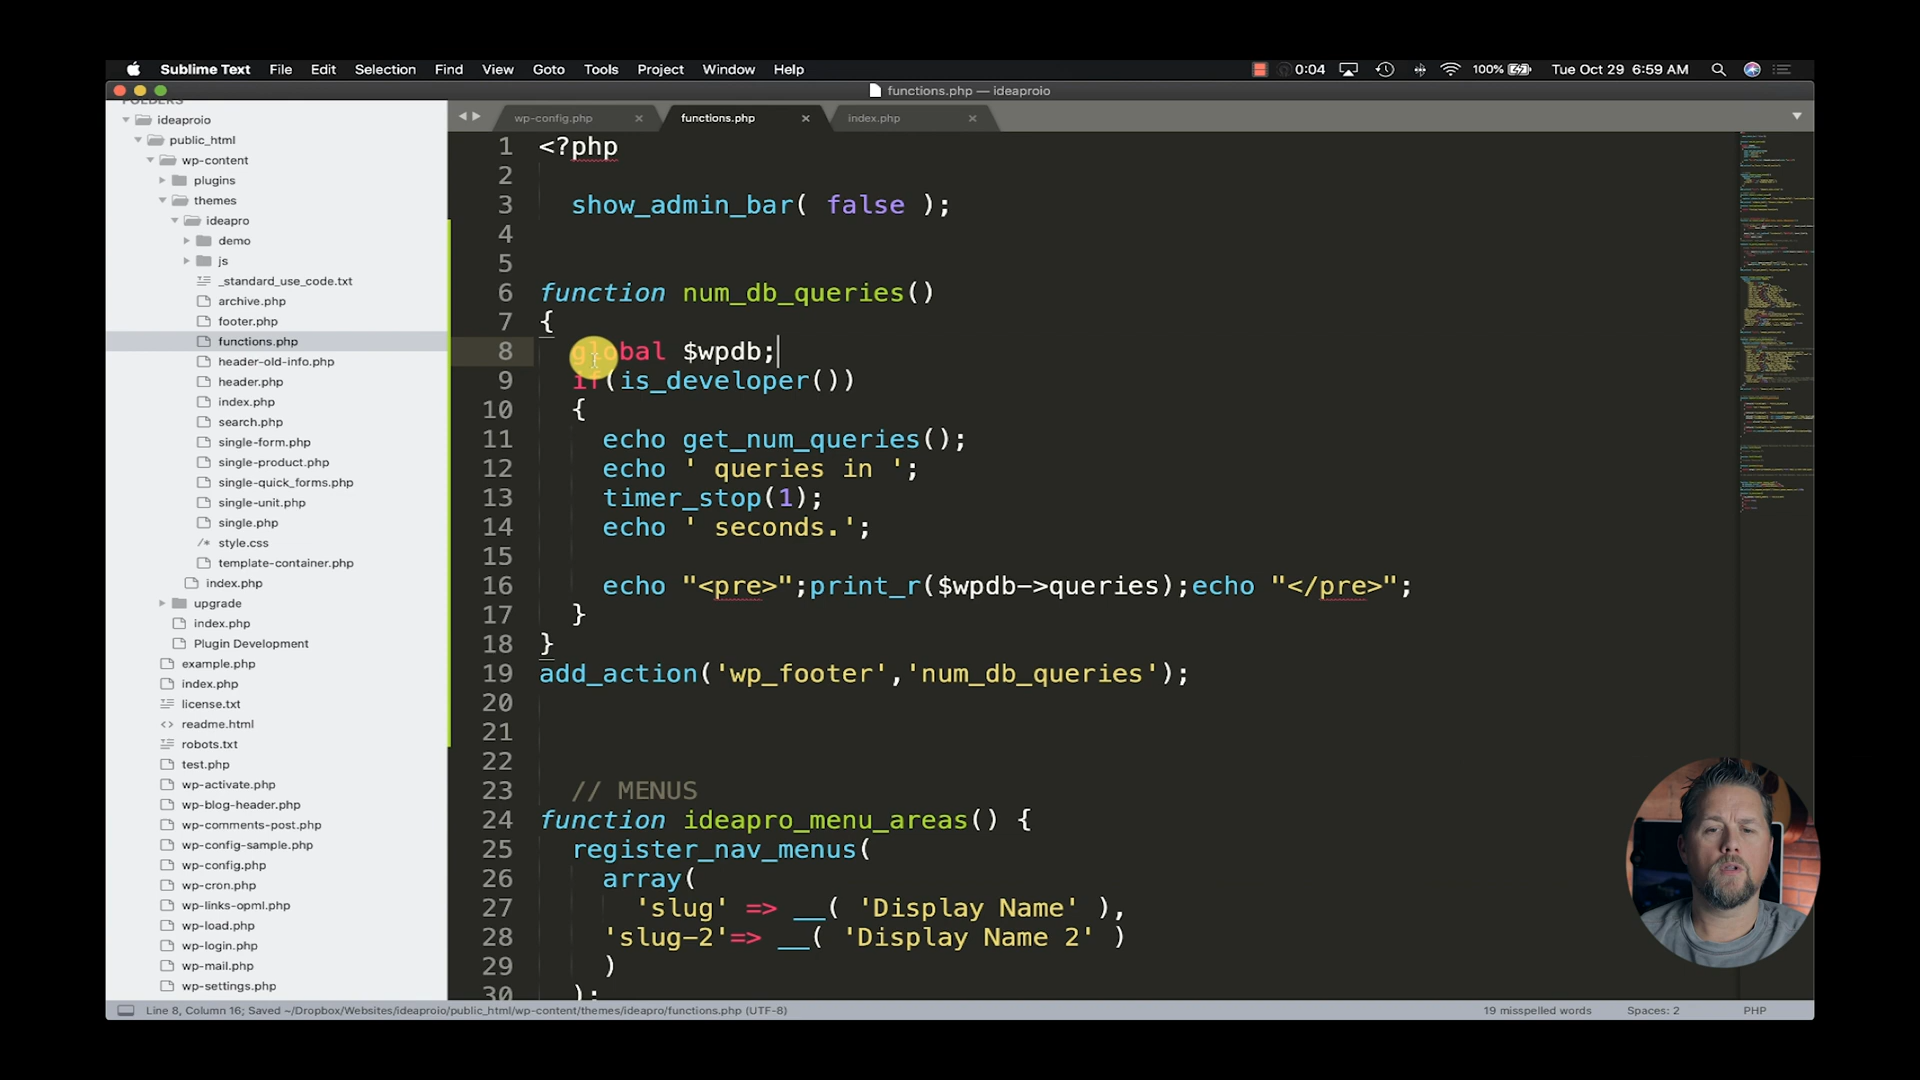 Sublime Text File Edit Selection Find View Goto Tools Project Window Help 0:04 100% Tue Oct 29 6:59 AM
functions.php — ideaproio
FOLDERS
ideaproio
public_html
wp-content
plugins
themes
ideapro
demo
js
_standard_use_code.txt
archive.php
footer.php
functions.php
header-old-info.php
header.php
index.php
search.php
single-form.php
single-product.php
single-quick_forms.php
single-unit.php
single.php
/* style.css
template-container.php
index.php
upgrade
index.php
Plugin Development
example.php
index.php
license.txt
<> readme.html
robots.txt
test.php
wp-activate.php
wp-blog-header.php
wp-comments-post.php
wp-config-sample.php
wp-config.php
wp-cron.php
wp-links-opml.php
wp-load.php
wp-login.php
wp-mail.php
wp-settings.php
wp-config.php functions.php index.php
1 <?php
2
3 show_admin_bar( false );
4
5
6 function num_db_queries()
7 {
8 global $wpdb;
9 if(is_developer())
10 {
11 echo get_num_queries();
12 echo ' queries in ';
13 timer_stop(1);
14 echo ' seconds.';
15
16 echo "<pre>";print_r($wpdb->queries);echo "</pre>";
17 }
18 }
19 add_action('wp_footer','num_db_queries');
20
21
22
23 // MENUS
24 function ideapro_menu_areas() {
25 register_nav_menus(
26 array(
27 'slug' => __( 'Display Name' ),
28 'slug-2'=> __( 'Display Name 2' )
29 )
30 );
Line 8, Column 16; Saved ~/Dropbox/Websites/ideaproio/public_html/wp-content/themes/ideapro/functions.php (UTF-8) 19 misspelled words Spaces: 2 PHP